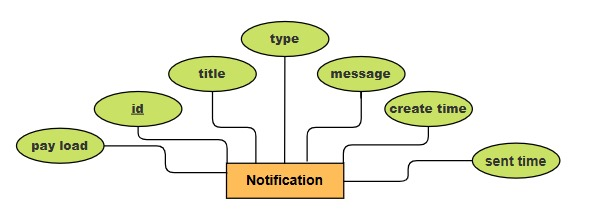 type
title
message
id
create time
pay load
sent time
Notification